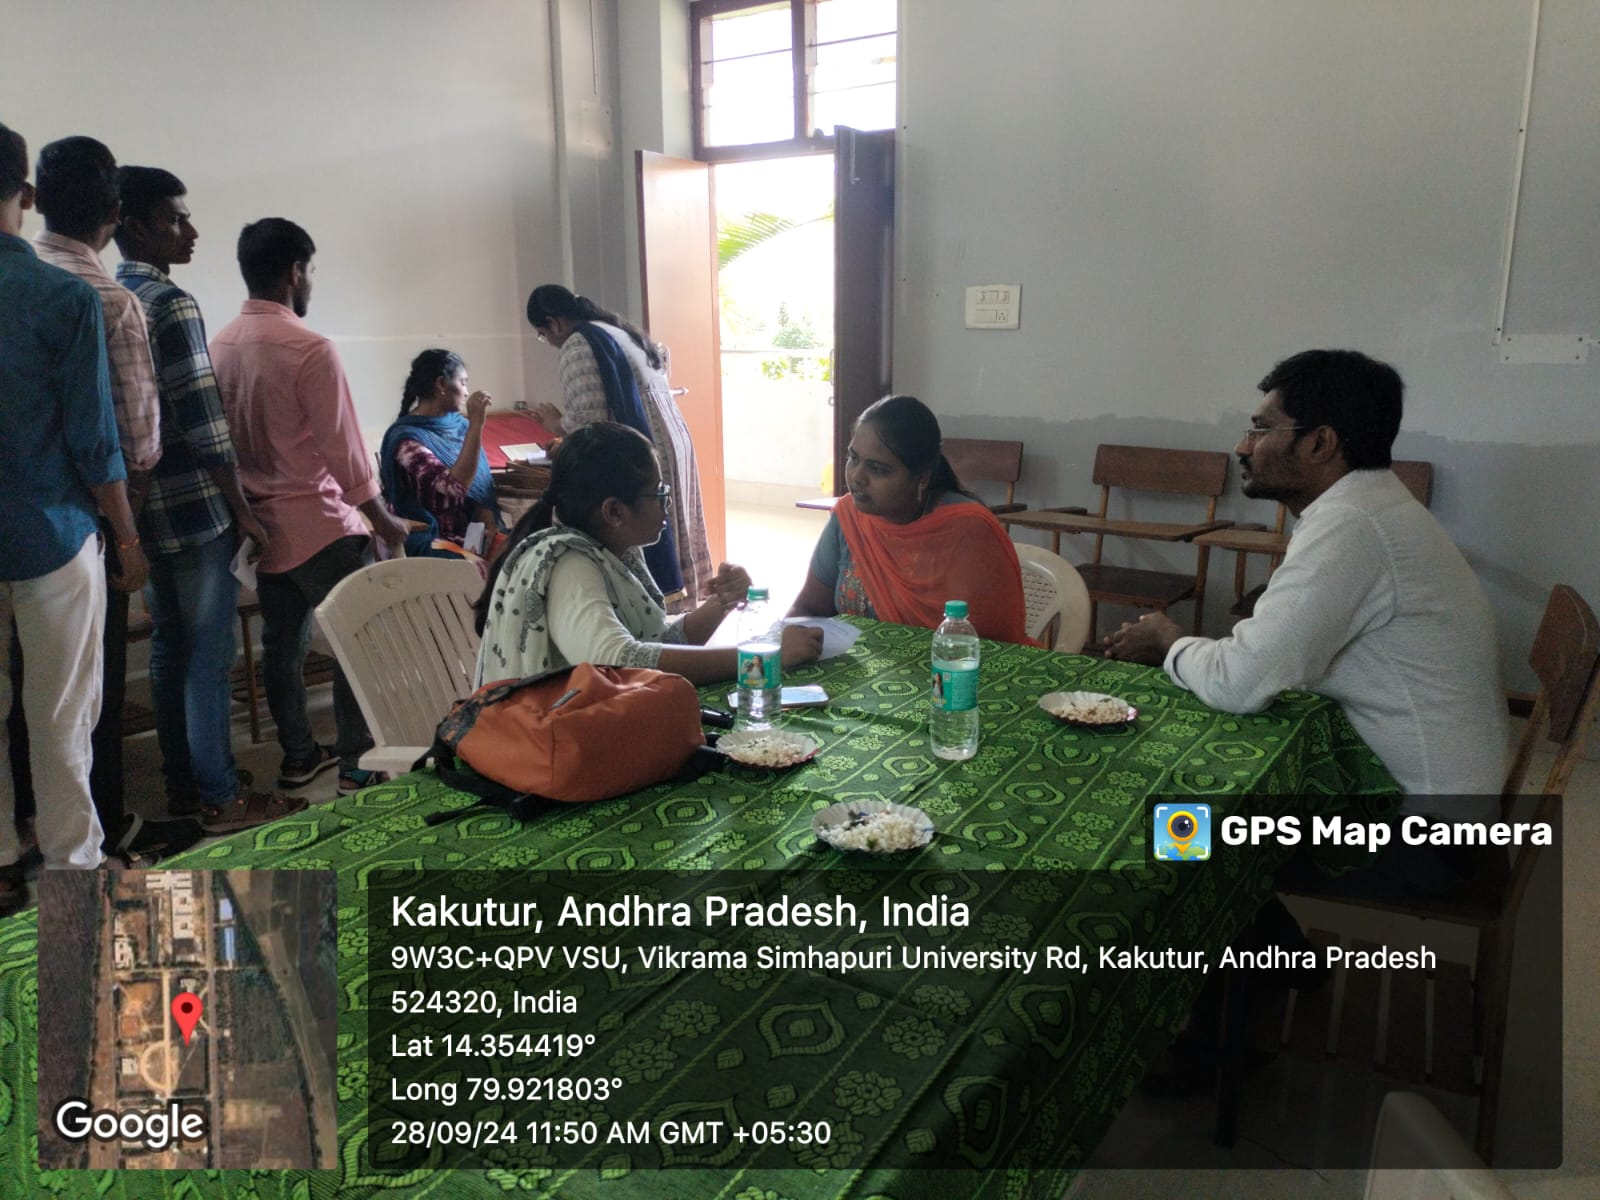 GPS Map Camera
Kakutur, Andhra Pradesh, India
9W3C+QPV VSU, Vikrama Simhapuri University Rd, Kakutur, Andhra Pradesh
524320, India
Lat 14.354419°
Long 79.921803°
28/09/24 11:50 AM GMT +05:30
Google